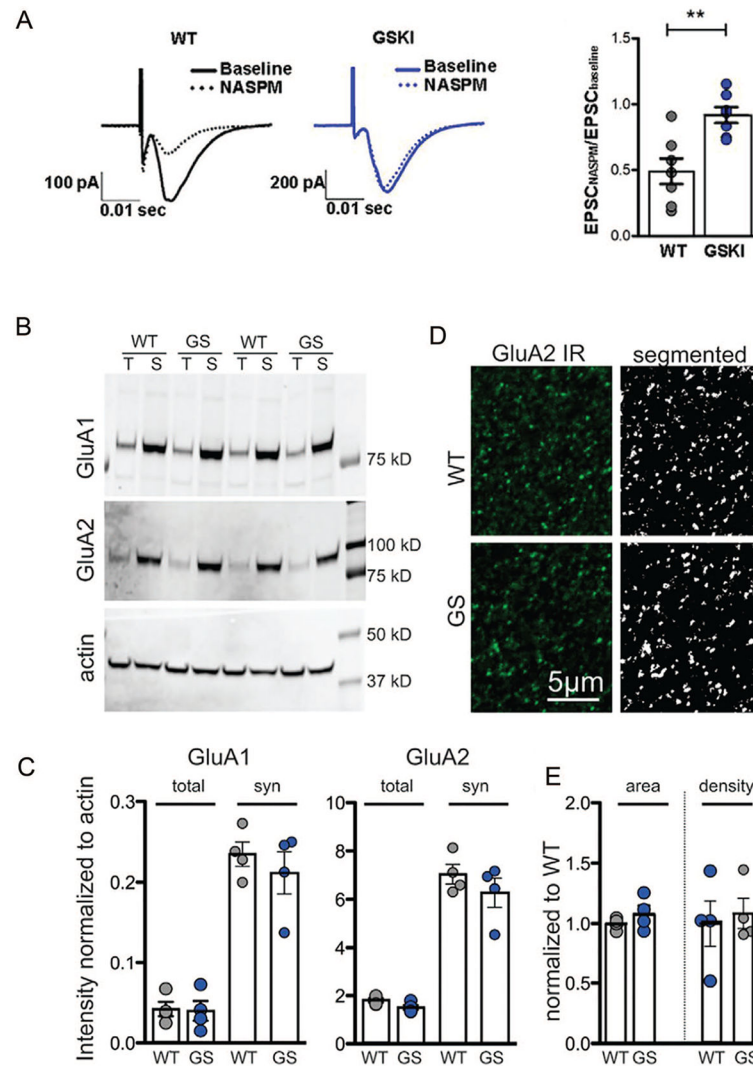 A
WT
Baseline
NASPM
100 pA
0.01 sec
GSKI
Baseline
NASPM
200 pA
0.01 sec
**
EPSCNASPM/EPSCbaseline
1.5
1.0
0.5
0.0
WT GSKI
B
WT GS WT GS
T S T S T S T S
GluA1
75 kD
GluA2
100 kD
75 kD
actin
50 kD
37 kD
D
GluA2 IR segmented
WT
GS
5µm
C
GluA1
total syn
Intensity normalized to actin
0.3
0.2
0.1
0.0
WT GS WT GS
GluA2
total syn
10
8
6
4
2
0
WT GS WT GS
E
area density
normalized to WT
2.0
1.5
1.0
0.5
0.0
WT GS WT GS